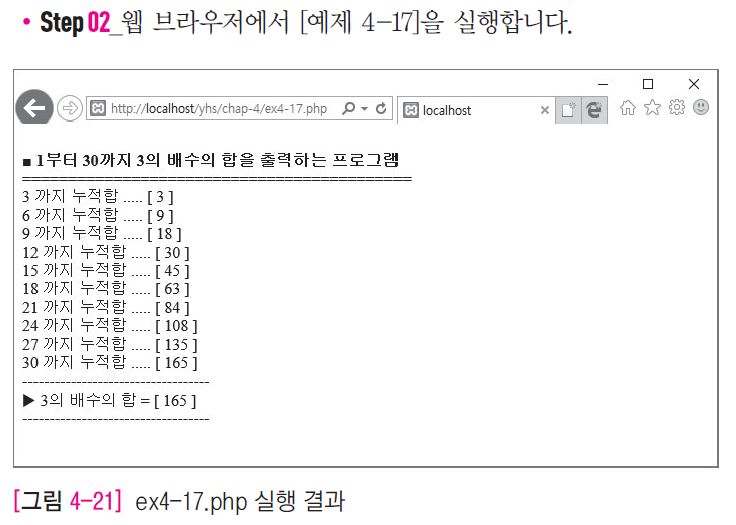 • Step 02_웹 브라우저에서 [예제 4-17]을 실행합니다.
http://localhost/yhs/chap-4/ex4-17.php
localhost
■ 1부터 30까지 3의 배수의 합을 출력하는 프로그램
==========================================
3 까지 누적합 ..... [ 3 ]
6 까지 누적합 ..... [ 9 ]
9 까지 누적합 ..... [ 18 ]
12 까지 누적합 ..... [ 30 ]
15 까지 누적합 ..... [ 45 ]
18 까지 누적합 ..... [ 63 ]
21 까지 누적합 ..... [ 84 ]
24 까지 누적합 ..... [ 108 ]
27 까지 누적합 ..... [ 135 ]
30 까지 누적합 ..... [ 165 ]
-----------------------------------
▶ 3의 배수의 합 = [ 165 ]
-----------------------------------
[그림 4-21] ex4-17.php 실행 결과